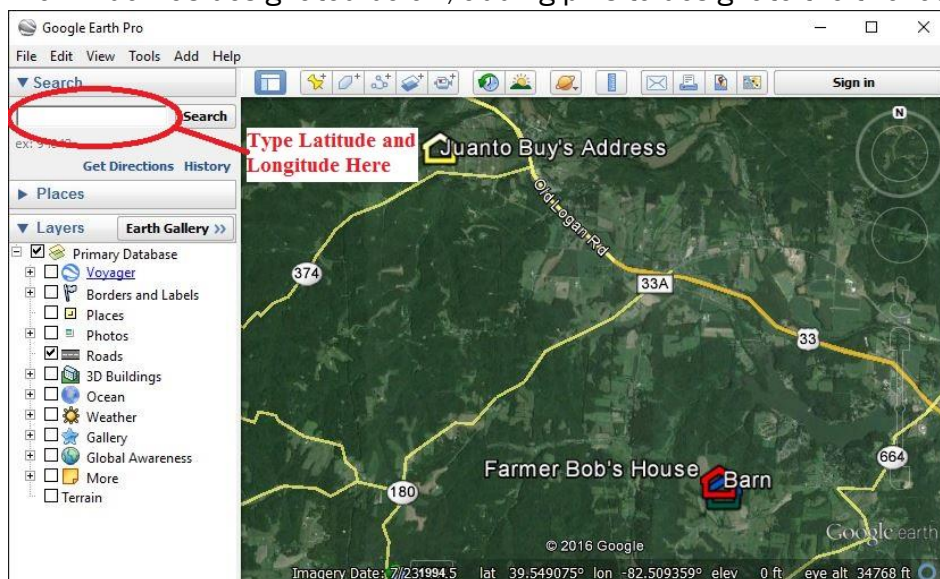 Google Earth Pro
File Edit View Tools Add Help
Search
Search
Type Latitude and
Longitude Here
Get Directions History
Places
Layers
Earth Gallery >>
Primary Database
Voyager
Borders and Labels
Places
Photos
Roads
3D Buildings
Ocean
Weather
Gallery
Global Awareness
More
Terrain
Sign in
N
Juanto Buy's Address
Old Logan Rd
374
33A
33
664
Farmer Bob's House
Barn
180
© 2016 Google
Google earth
Imagery Date: 1994 lat 39.549075° lon -82.509359° elev 0 ft eye alt 34768 ft